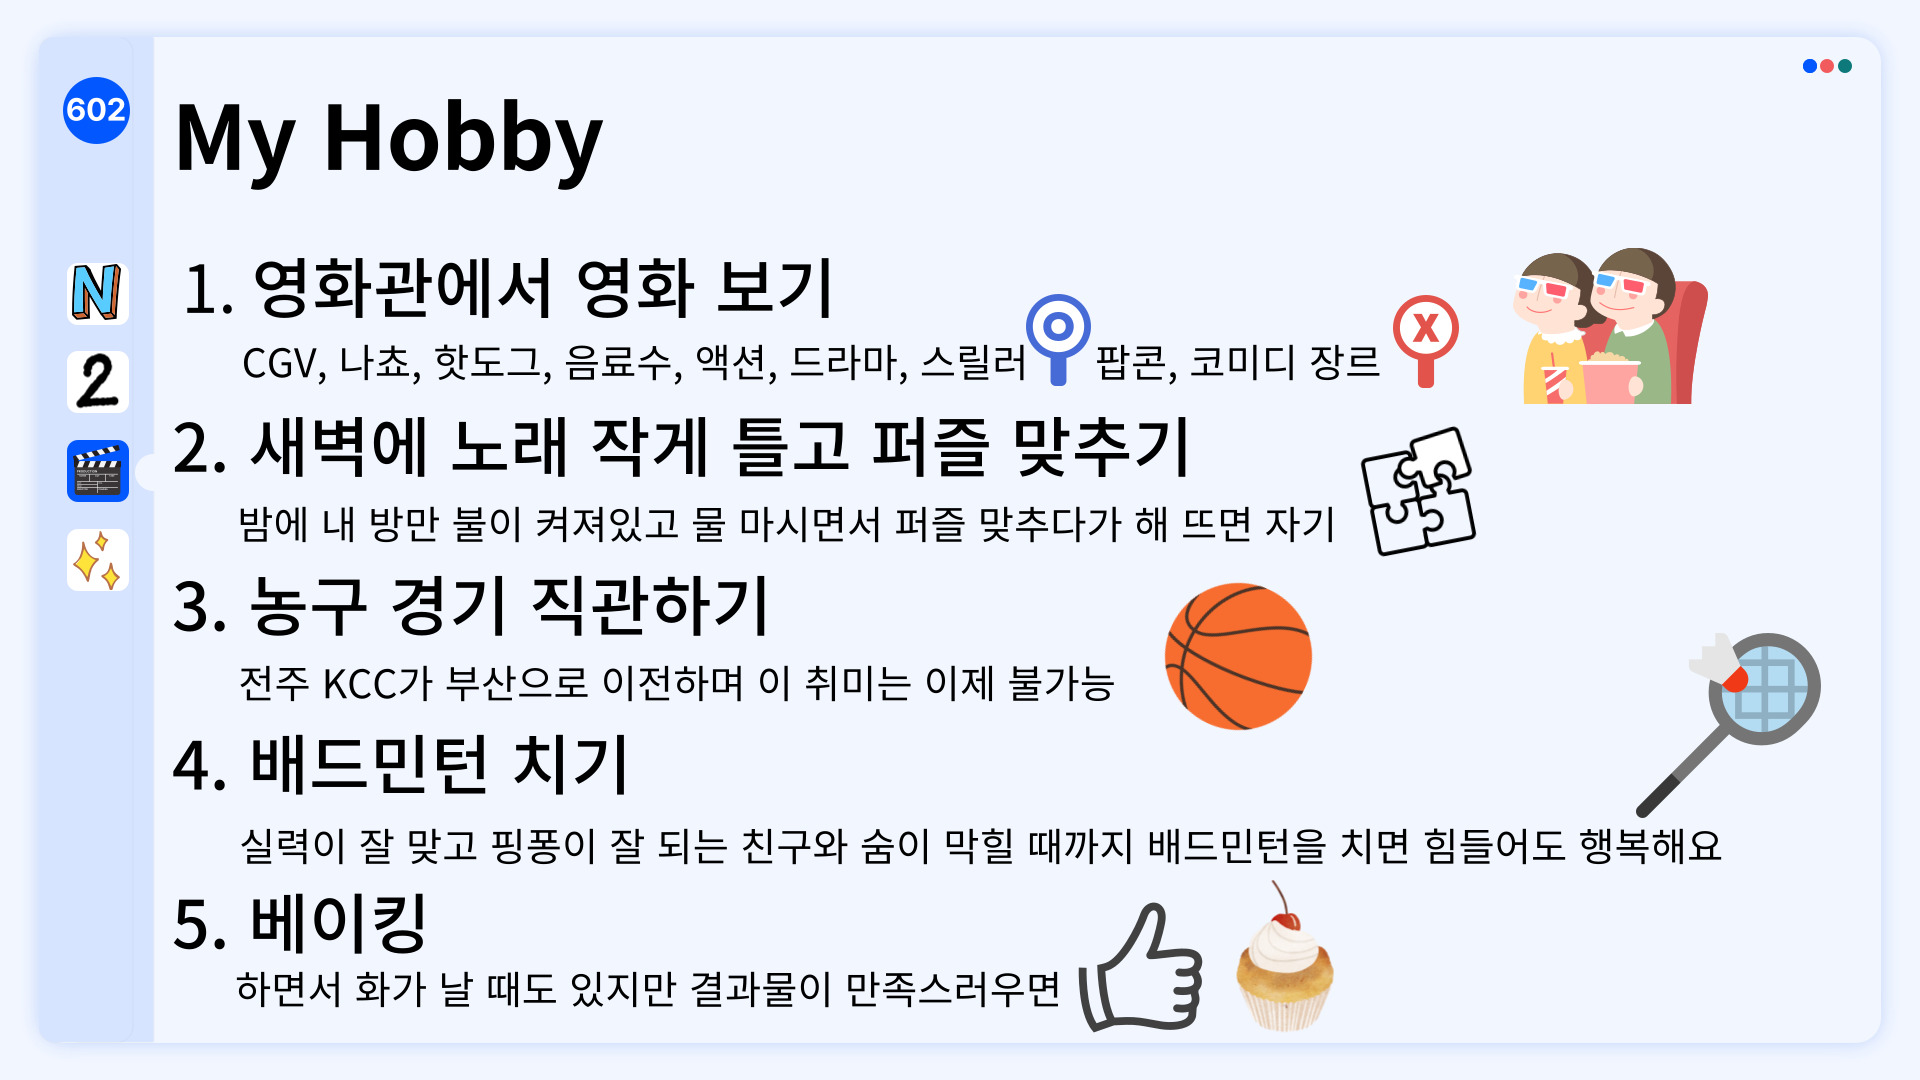 602
My Hobby
N
2
PRODUCTION
1. 영화관에서 영화 보기
CGV, 나쵸, 핫도그, 음료수, 액션, 드라마, 스릴러 O 팝콘, 코미디 장르 X
2. 새벽에 노래 작게 틀고 퍼즐 맞추기
밤에 내 방만 불이 켜져있고 물 마시면서 퍼즐 맞추다가 해 뜨면 자기
3. 농구 경기 직관하기
전주 KCC가 부산으로 이전하며 이 취미는 이제 불가능
4. 배드민턴 치기
실력이 잘 맞고 핑퐁이 잘 되는 친구와 숨이 막힐 때까지 배드민턴을 치면 힘들어도 행복해요
5. 베이킹
하면서 화가 날 때도 있지만 결과물이 만족스러우면